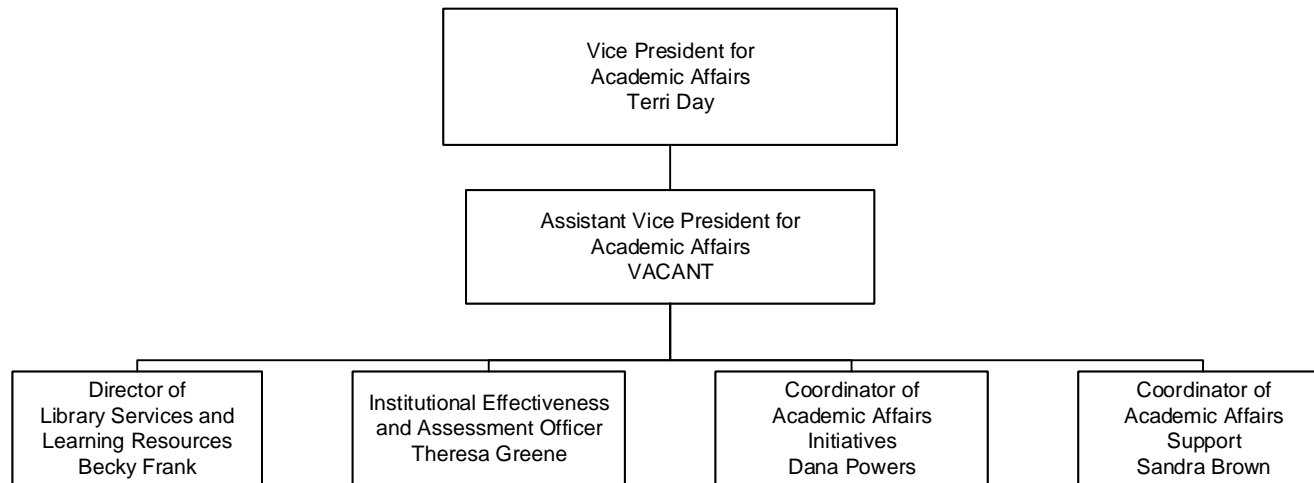 Vice President for
Academic Affairs
Terri Day
Assistant Vice President for
Academic Affairs
VACANT
Director of
Library Services and
Learning Resources
Becky Frank
Institutional Effectiveness
and Assessment Officer
Theresa Greene
Coordinator of
Academic Affairs
Initiatives
Dana Powers
Coordinator of
Academic Affairs
Support
Sandra Brown